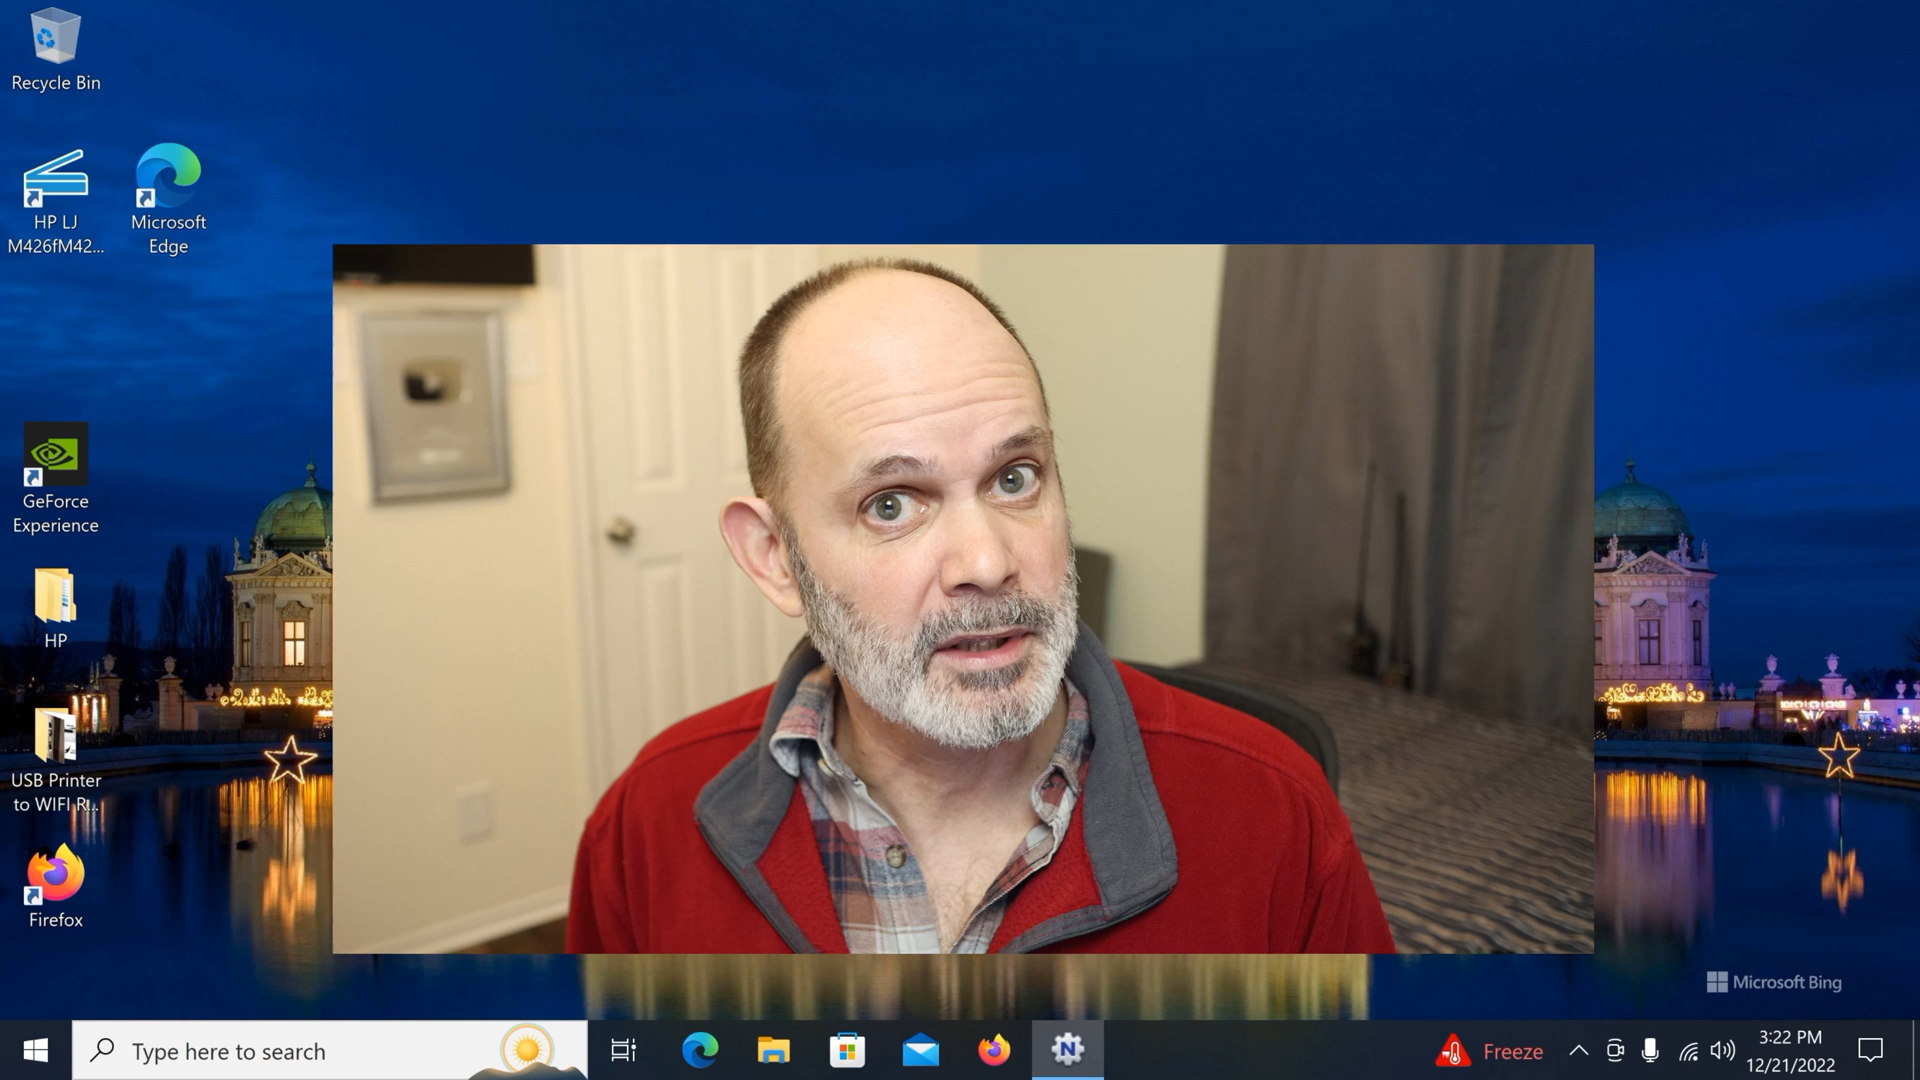 Recycle Bin
HP LJ
M426fM42...
Microsoft
Edge
GeForce
Experience
HP
USB Printer
to WIFI R...
Firefox
Microsoft Bing
Type here to search
N
Freeze
3:22 PM
12/21/2022